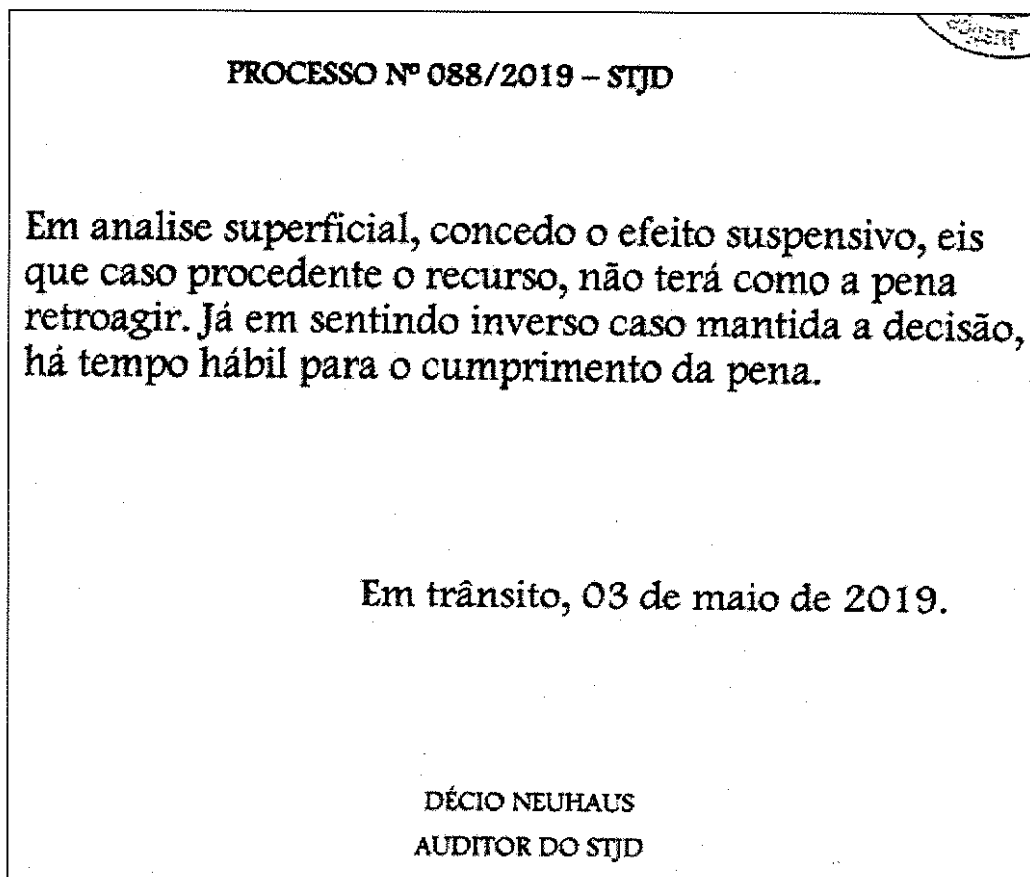 PROCESSO Nº 088/2019 – STJD
Em analise superficial, concedo o efeito suspensivo, eis
que caso procedente o recurso, não terá como a pena
retroagir. Já em sentindo inverso caso mantida a decisão,
há tempo hábil para o cumprimento da pena.
Em trânsito, 03 de maio de 2019.
DÉCIO NEUHAUS
AUDITOR DO STJD